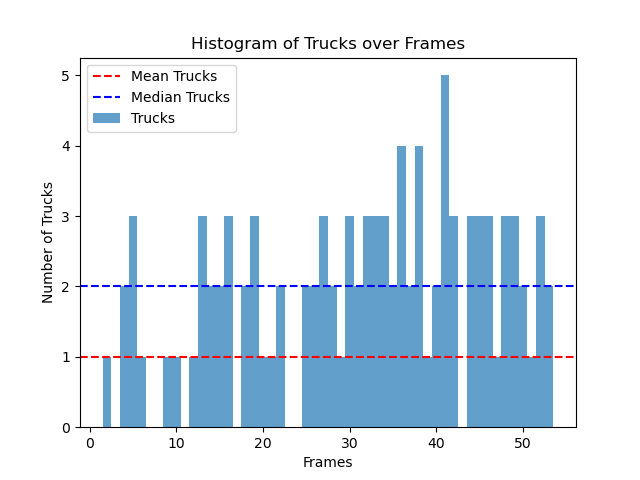 Histogram of Trucks over Frames
Mean Trucks
Median Trucks
Trucks
Number of Trucks
5
4
3
2
1
0
0 10 20 30 40 50
Frames